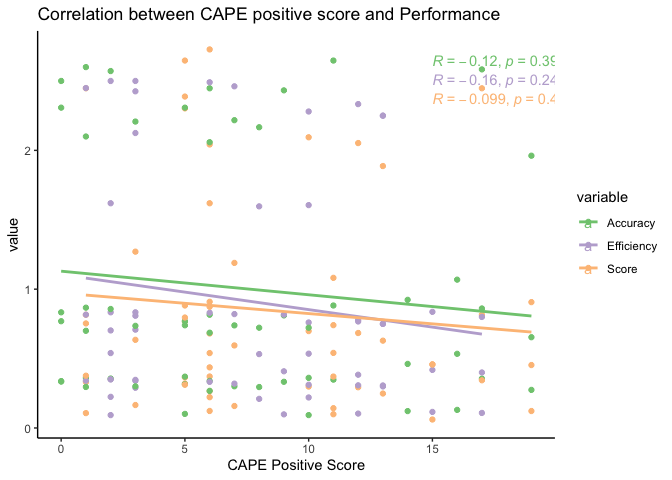 Correlation between CAPE positive score and Performance
R = −0.12, p = 0.39
R = −0.16, p = 0.24
R = −0.099, p = 0.4
2
1
0
value
0 5 10 15
CAPE Positive Score
variable
a Accuracy
a Efficiency
a Score